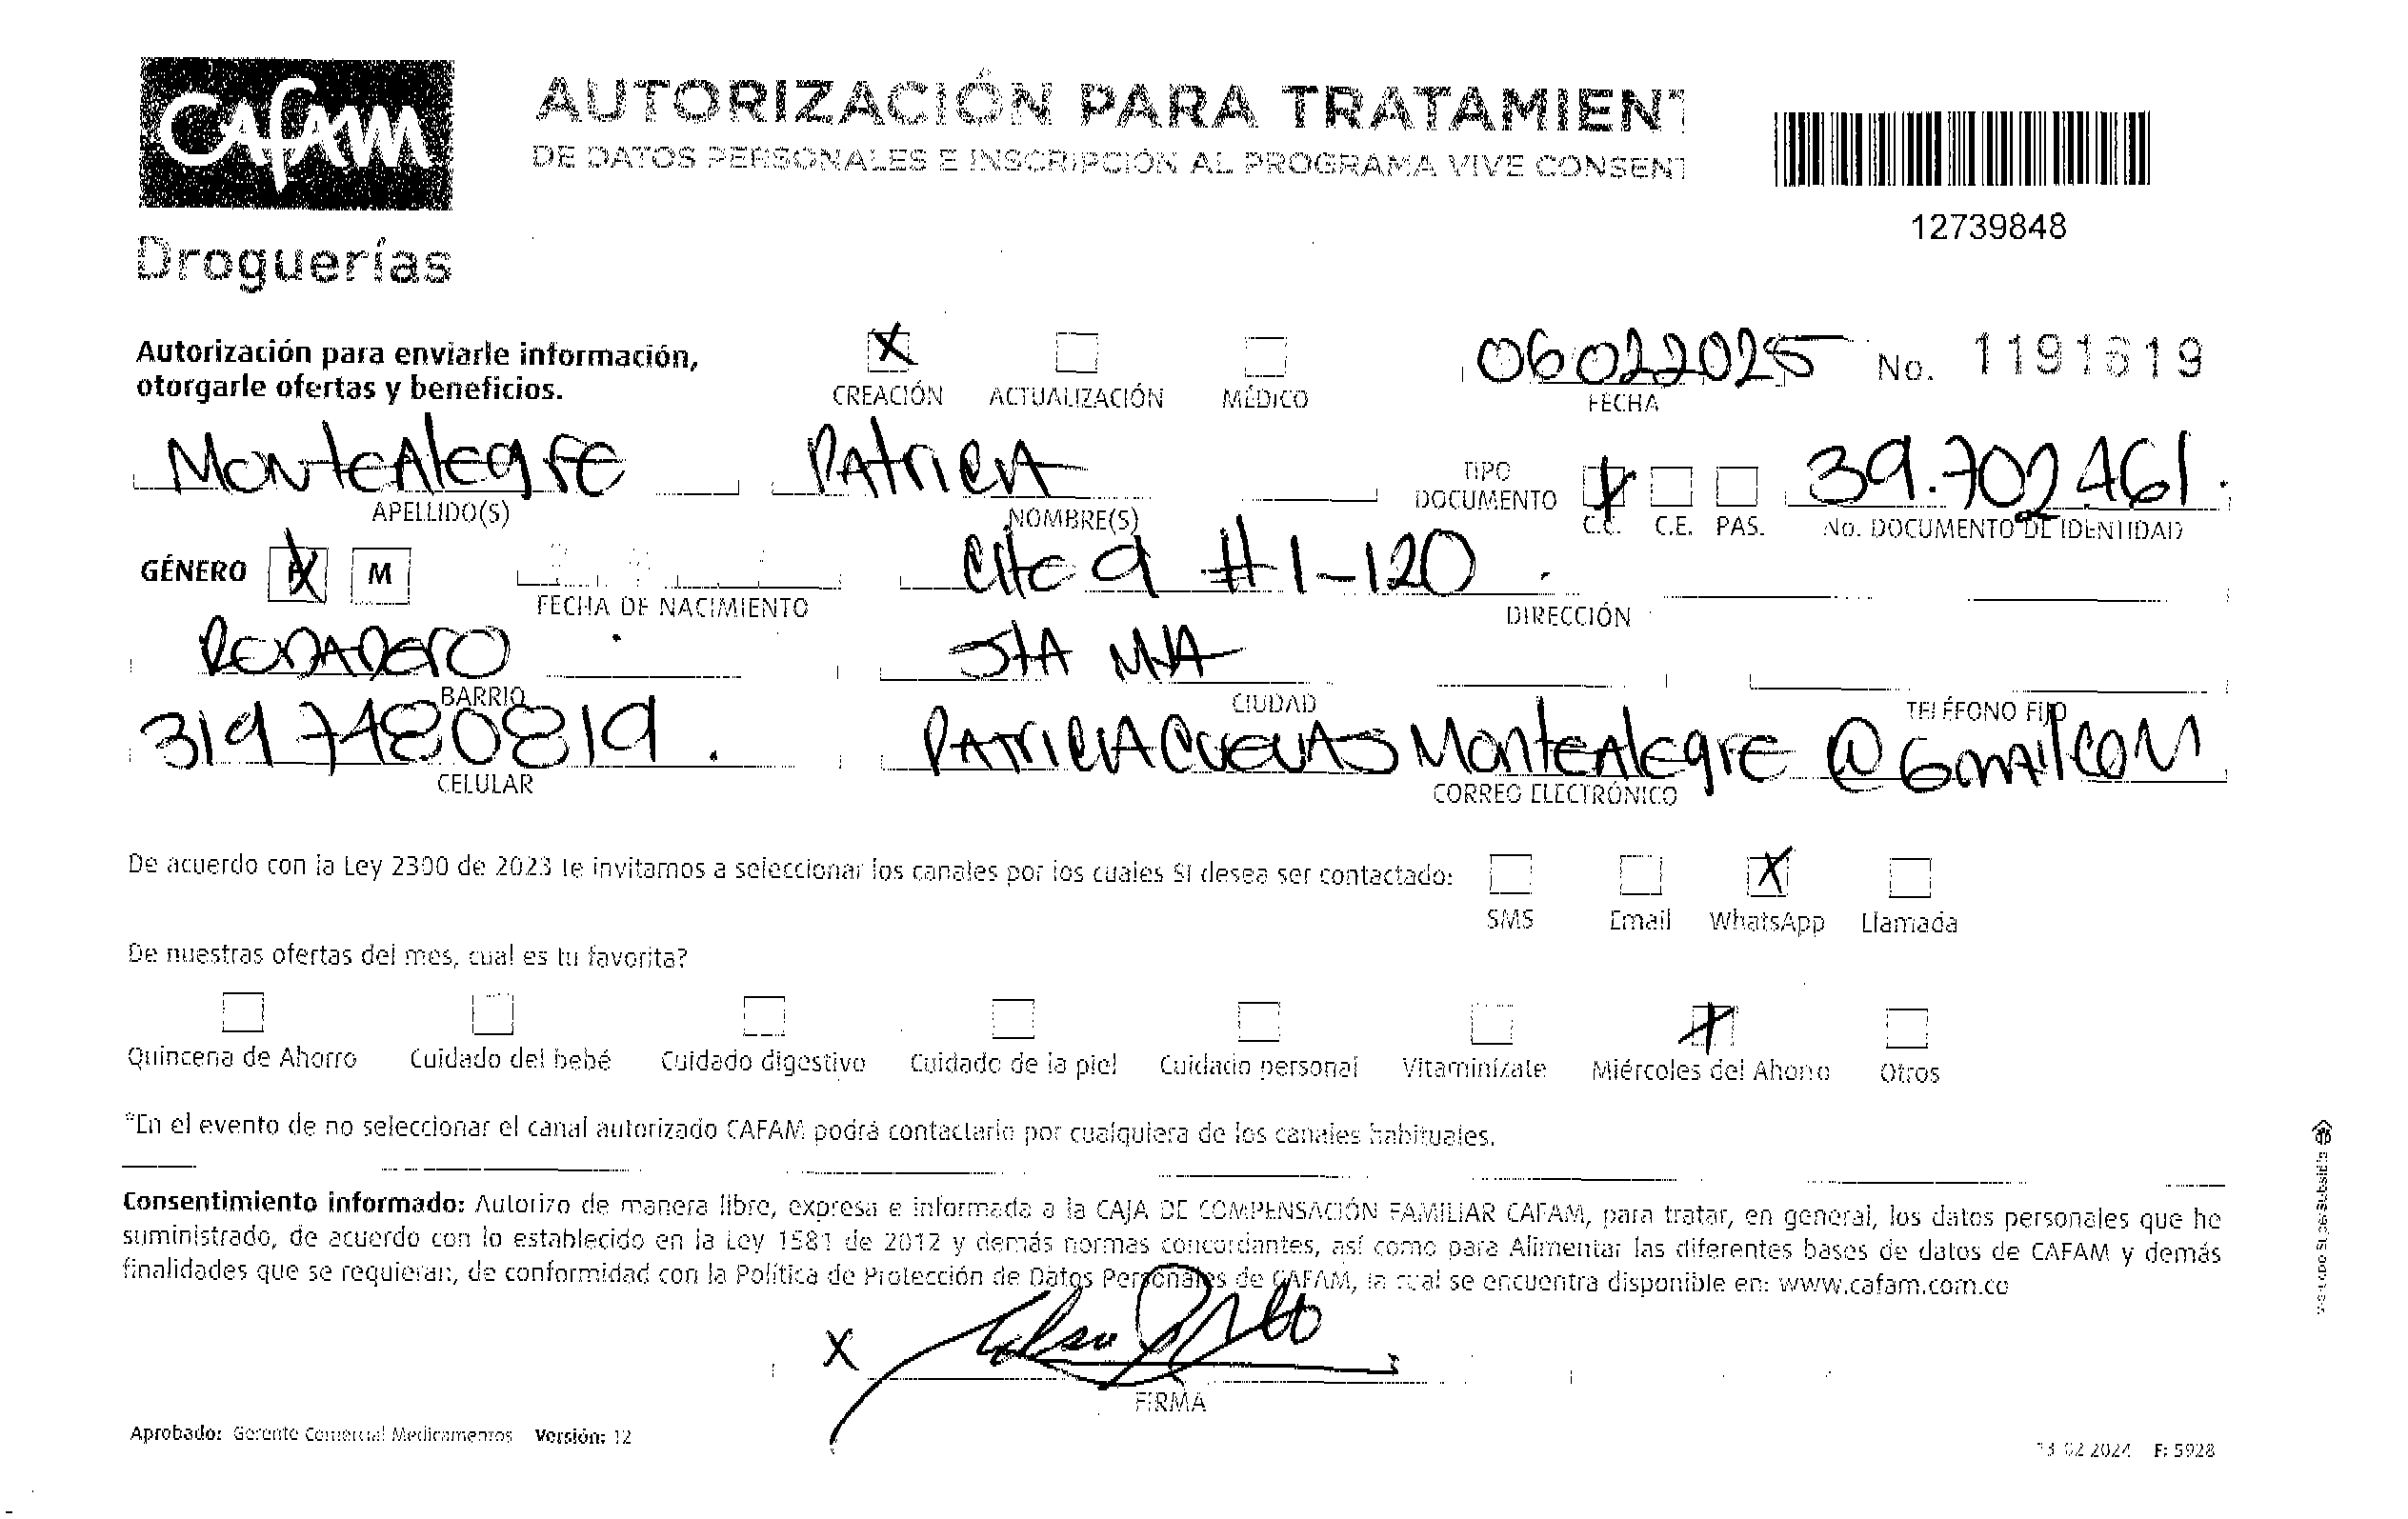 CAFAM
Droguerías
AUTORIZACIÓN PARA TRATAMIENT
DE DATOS PERSONALES E INSCRIPCIÓN AL PROGRAMA VIVE CONSENT
12739848
Autorización para enviarle información,
otorgarle ofertas y beneficios.
X
CREACIÓN ACTUALIZACIÓN MÉDICO
06022025
FECHA
No. 1191619
MontEAlegrE
APELLIDO(S)
PAtriciA
NOMBRE(S)
TIPO DOCUMENTO
X
C.C. C.E. PAS.
39.702.461.
No. DOCUMENTO DE IDENTIDAD
GÉNERO F M
FECHA DE NACIMIENTO
9 #1-120
DIRECCIÓN
RODADERO
BARRIO
StA MtA
CIUDAD
TELÉFONO FIJO
3197480819.
CELULAR
PATRICIACUEVASMontEAlegrE@GmAilCOM
CORREO ELECTRÓNICO
De acuerdo con la Ley 2300 de 2023 te invitamos a seleccionar los canales por los cuales SI desea ser contactado:
X
SMS Email WhatsApp Llamada
De nuestras ofertas del mes, cual es tu favorita?
X
Quincena de Ahorro Cuidado del bebé Cuidado digestivo Cuidado de la piel Cuidado personal Vitaminízate Miércoles del Ahorro Otros
*En el evento de no seleccionar el canal autorizado CAFAM podrá contactarlo por cualquiera de los canales habituales.
Consentimiento informado: Autorizo de manera libre, expresa e informada a la CAJA DE COMPENSACIÓN FAMILIAR CAFAM, para tratar, en general, los datos personales que he
suministrado, de acuerdo con lo establecido en la Ley 1581 de 2012 y demás normas concordantes, así como para Alimentar las diferentes bases de datos de CAFAM y demás
finalidades que se requieran, de conformidad con la Política de Protección de Datos Personales de CAFAM, la cual se encuentra disponible en: www.cafam.com.co
X
FIRMA
Aprobado: Gerente Comercial Medicamentos Versión: 12
13 02 2024 F: 5928